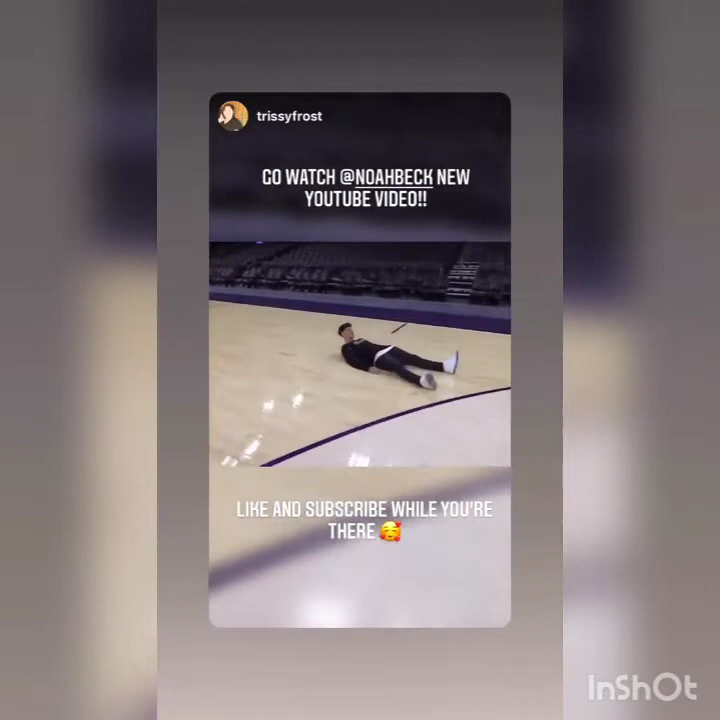 trissyfrost
GO WATCH @NOAHBECK NEW
YOUTUBE VIDEO!!
LIKE AND SUBSCRIBE WHILE YOU'RE
THERE 🥰
InShOt